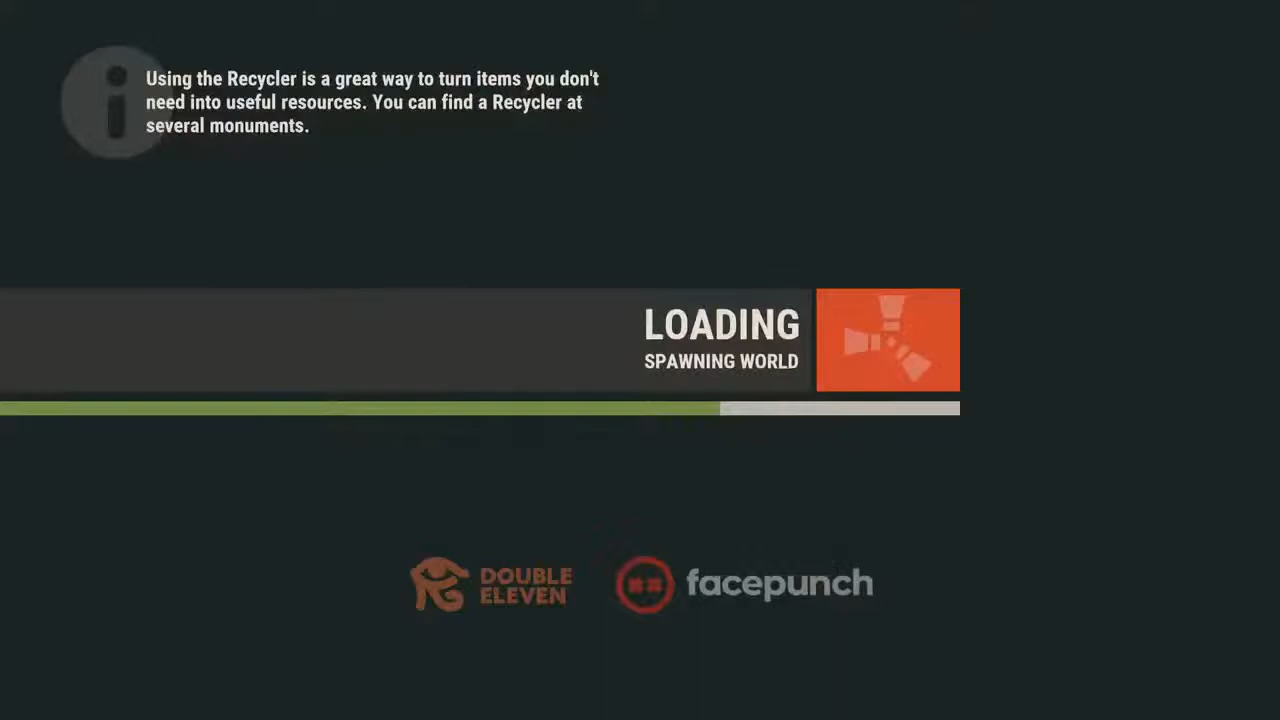 Using the Recycler is a great way to turn items you don't
need into useful resources. You can find a Recycler at
several monuments.
LOADING
SPAWNING WORLD
DOUBLE
ELEVEN
facepunch